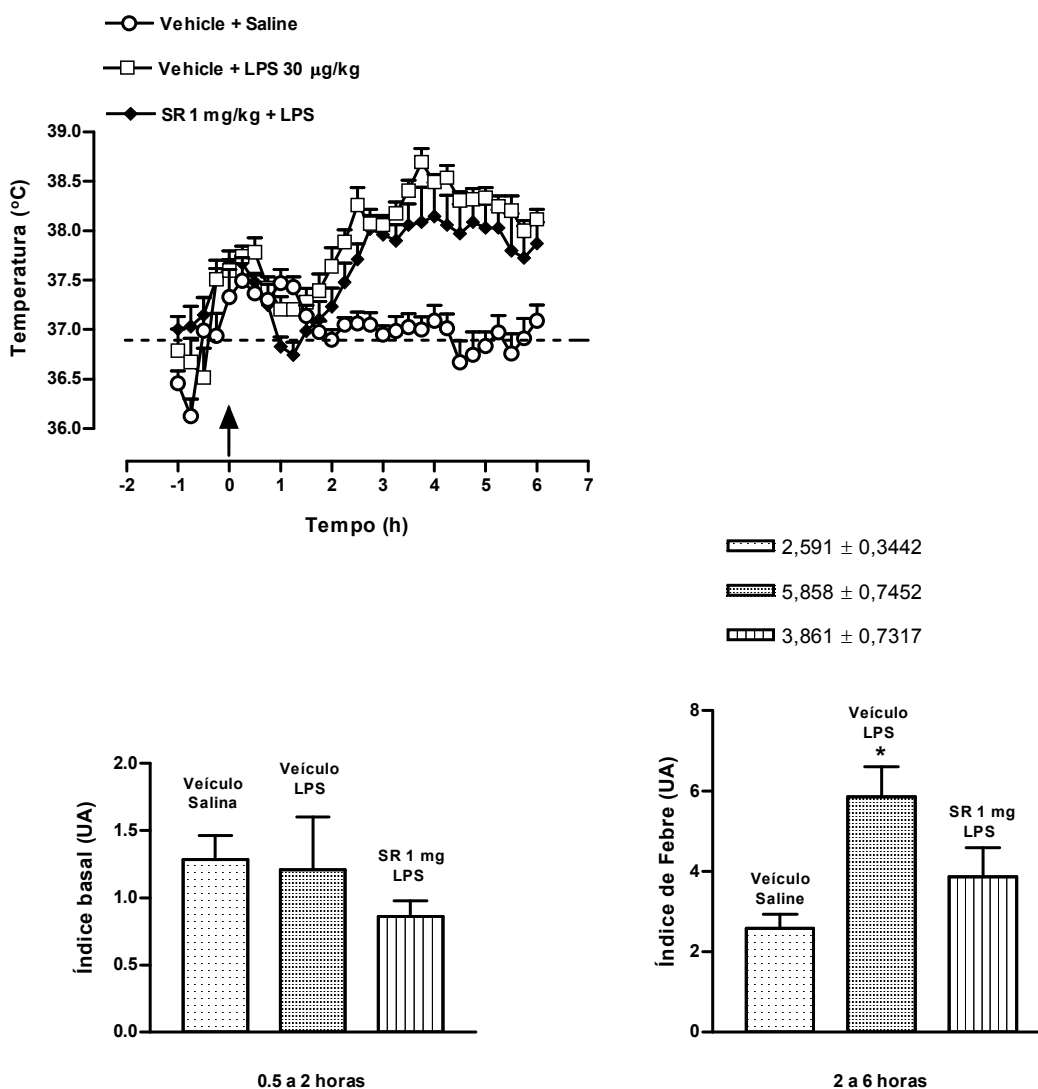 Vehicle + Saline
Vehicle + LPS 30 µg/kg
SR 1 mg/kg + LPS
39.0
38.5
38.0
37.5
37.0
36.5
36.0
Temperatura (ºC)
-2 -1 0 1 2 3 4 5 6 7
Tempo (h)
2,591 ± 0,3442
5,858 ± 0,7452
3,861 ± 0,7317
2.0
1.5
1.0
0.5
0.0
Índice basal (UA)
Veículo
Salina
Veículo
LPS
SR 1 mg
LPS
0.5 a 2 horas
8
6
4
2
0
Índice de Febre (UA)
Veículo
Saline
Veículo
LPS
*
SR 1 mg
LPS
2 a 6 horas